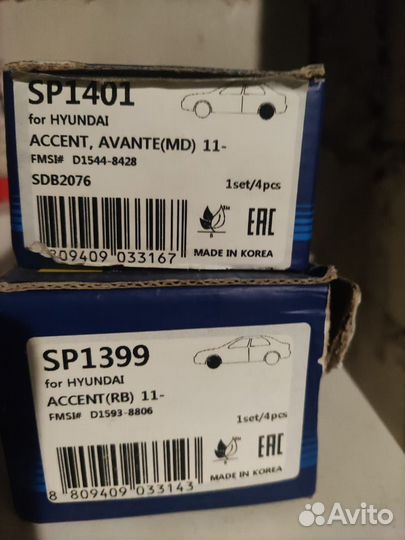 SP1401
for HYUNDAI
ACCENT, AVANTE(MD) 11-
FMSI# D1544-8428
SDB2076
1set/4pcs
EAC
8 809409 033167
MADE IN KOREA
SP1399
for HYUNDAI
ACCENT(RB) 11-
FMSI# D1593-8806
1set/4pcs
EAC
MADE IN KOREA
8 809409 033143
Avito